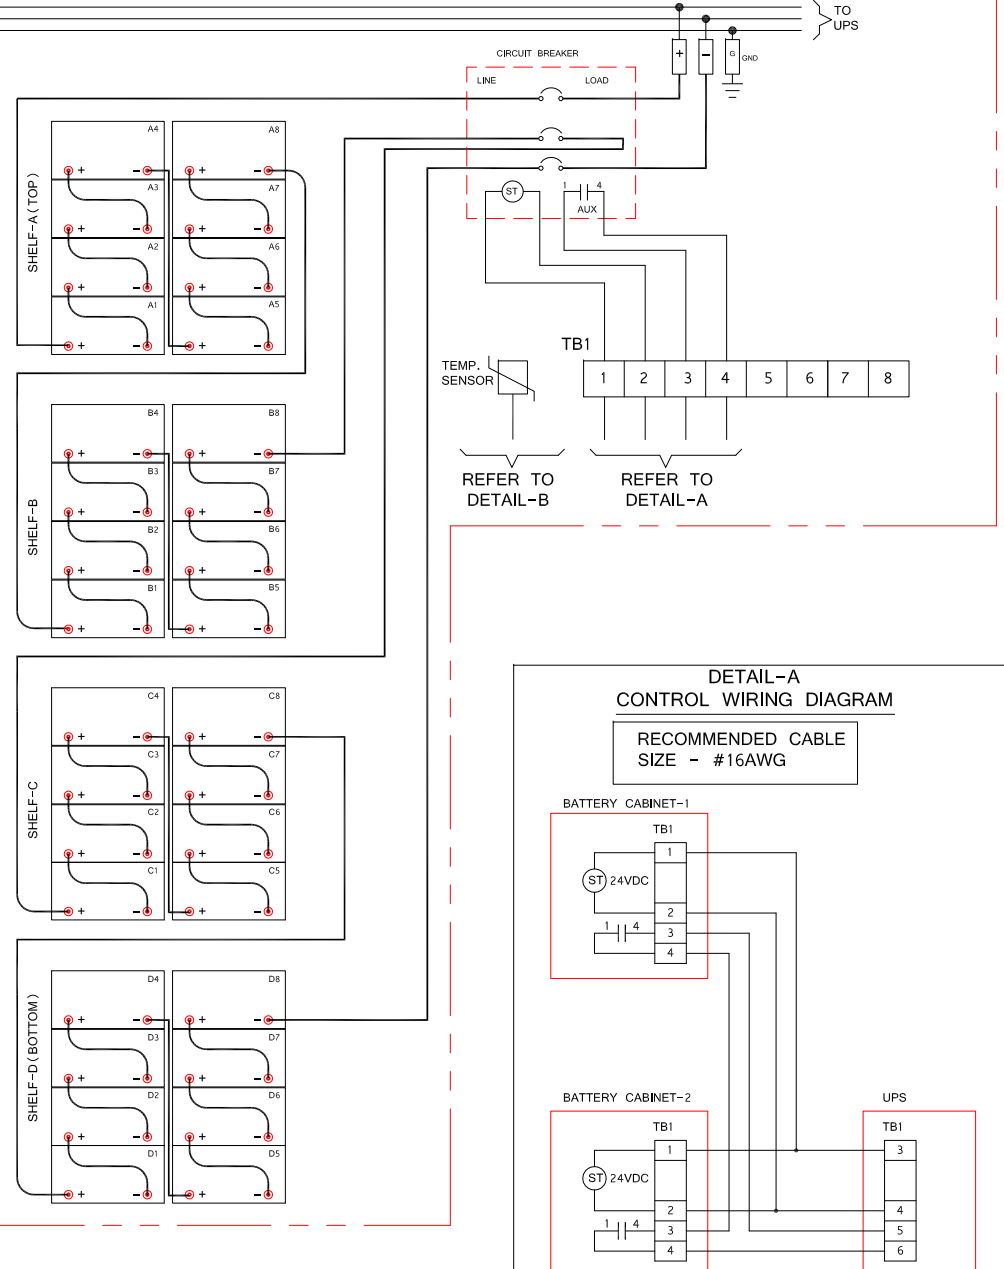 TO
UPS
+
−
G
GND
CIRCUIT BREAKER
LINE
LOAD
ST
1
4
AUX
SHELF-A(TOP)
A4
A8
+
−
+
−
A3
A7
+
−
+
−
A2
A6
+
−
+
−
A1
A5
+
−
+
−
TB1
TEMP.
SENSOR
1 2 3 4 5 6 7 8
REFER TO
DETAIL-B
REFER TO
DETAIL-A
SHELF-B
B4
B8
+
−
+
−
B3
B7
+
−
+
−
B2
B6
+
−
+
−
B1
B5
+
−
+
−
SHELF-C
C4
C8
+
−
+
−
C3
C7
+
−
+
−
C2
C6
+
−
+
−
C1
C5
+
−
+
−
SHELF-D(BOTTOM)
D4
D8
+
−
+
−
D3
D7
+
−
+
−
D2
D6
+
−
+
−
D1
D5
+
−
+
−
DETAIL-A
CONTROL WIRING DIAGRAM
RECOMMENDED CABLE
SIZE - #16AWG
BATTERY CABINET-1
TB1
1
ST 24VDC
2
1 4
3
4
BATTERY CABINET-2
TB1
1
ST 24VDC
2
1 4
3
4
UPS
TB1
3
4
5
6